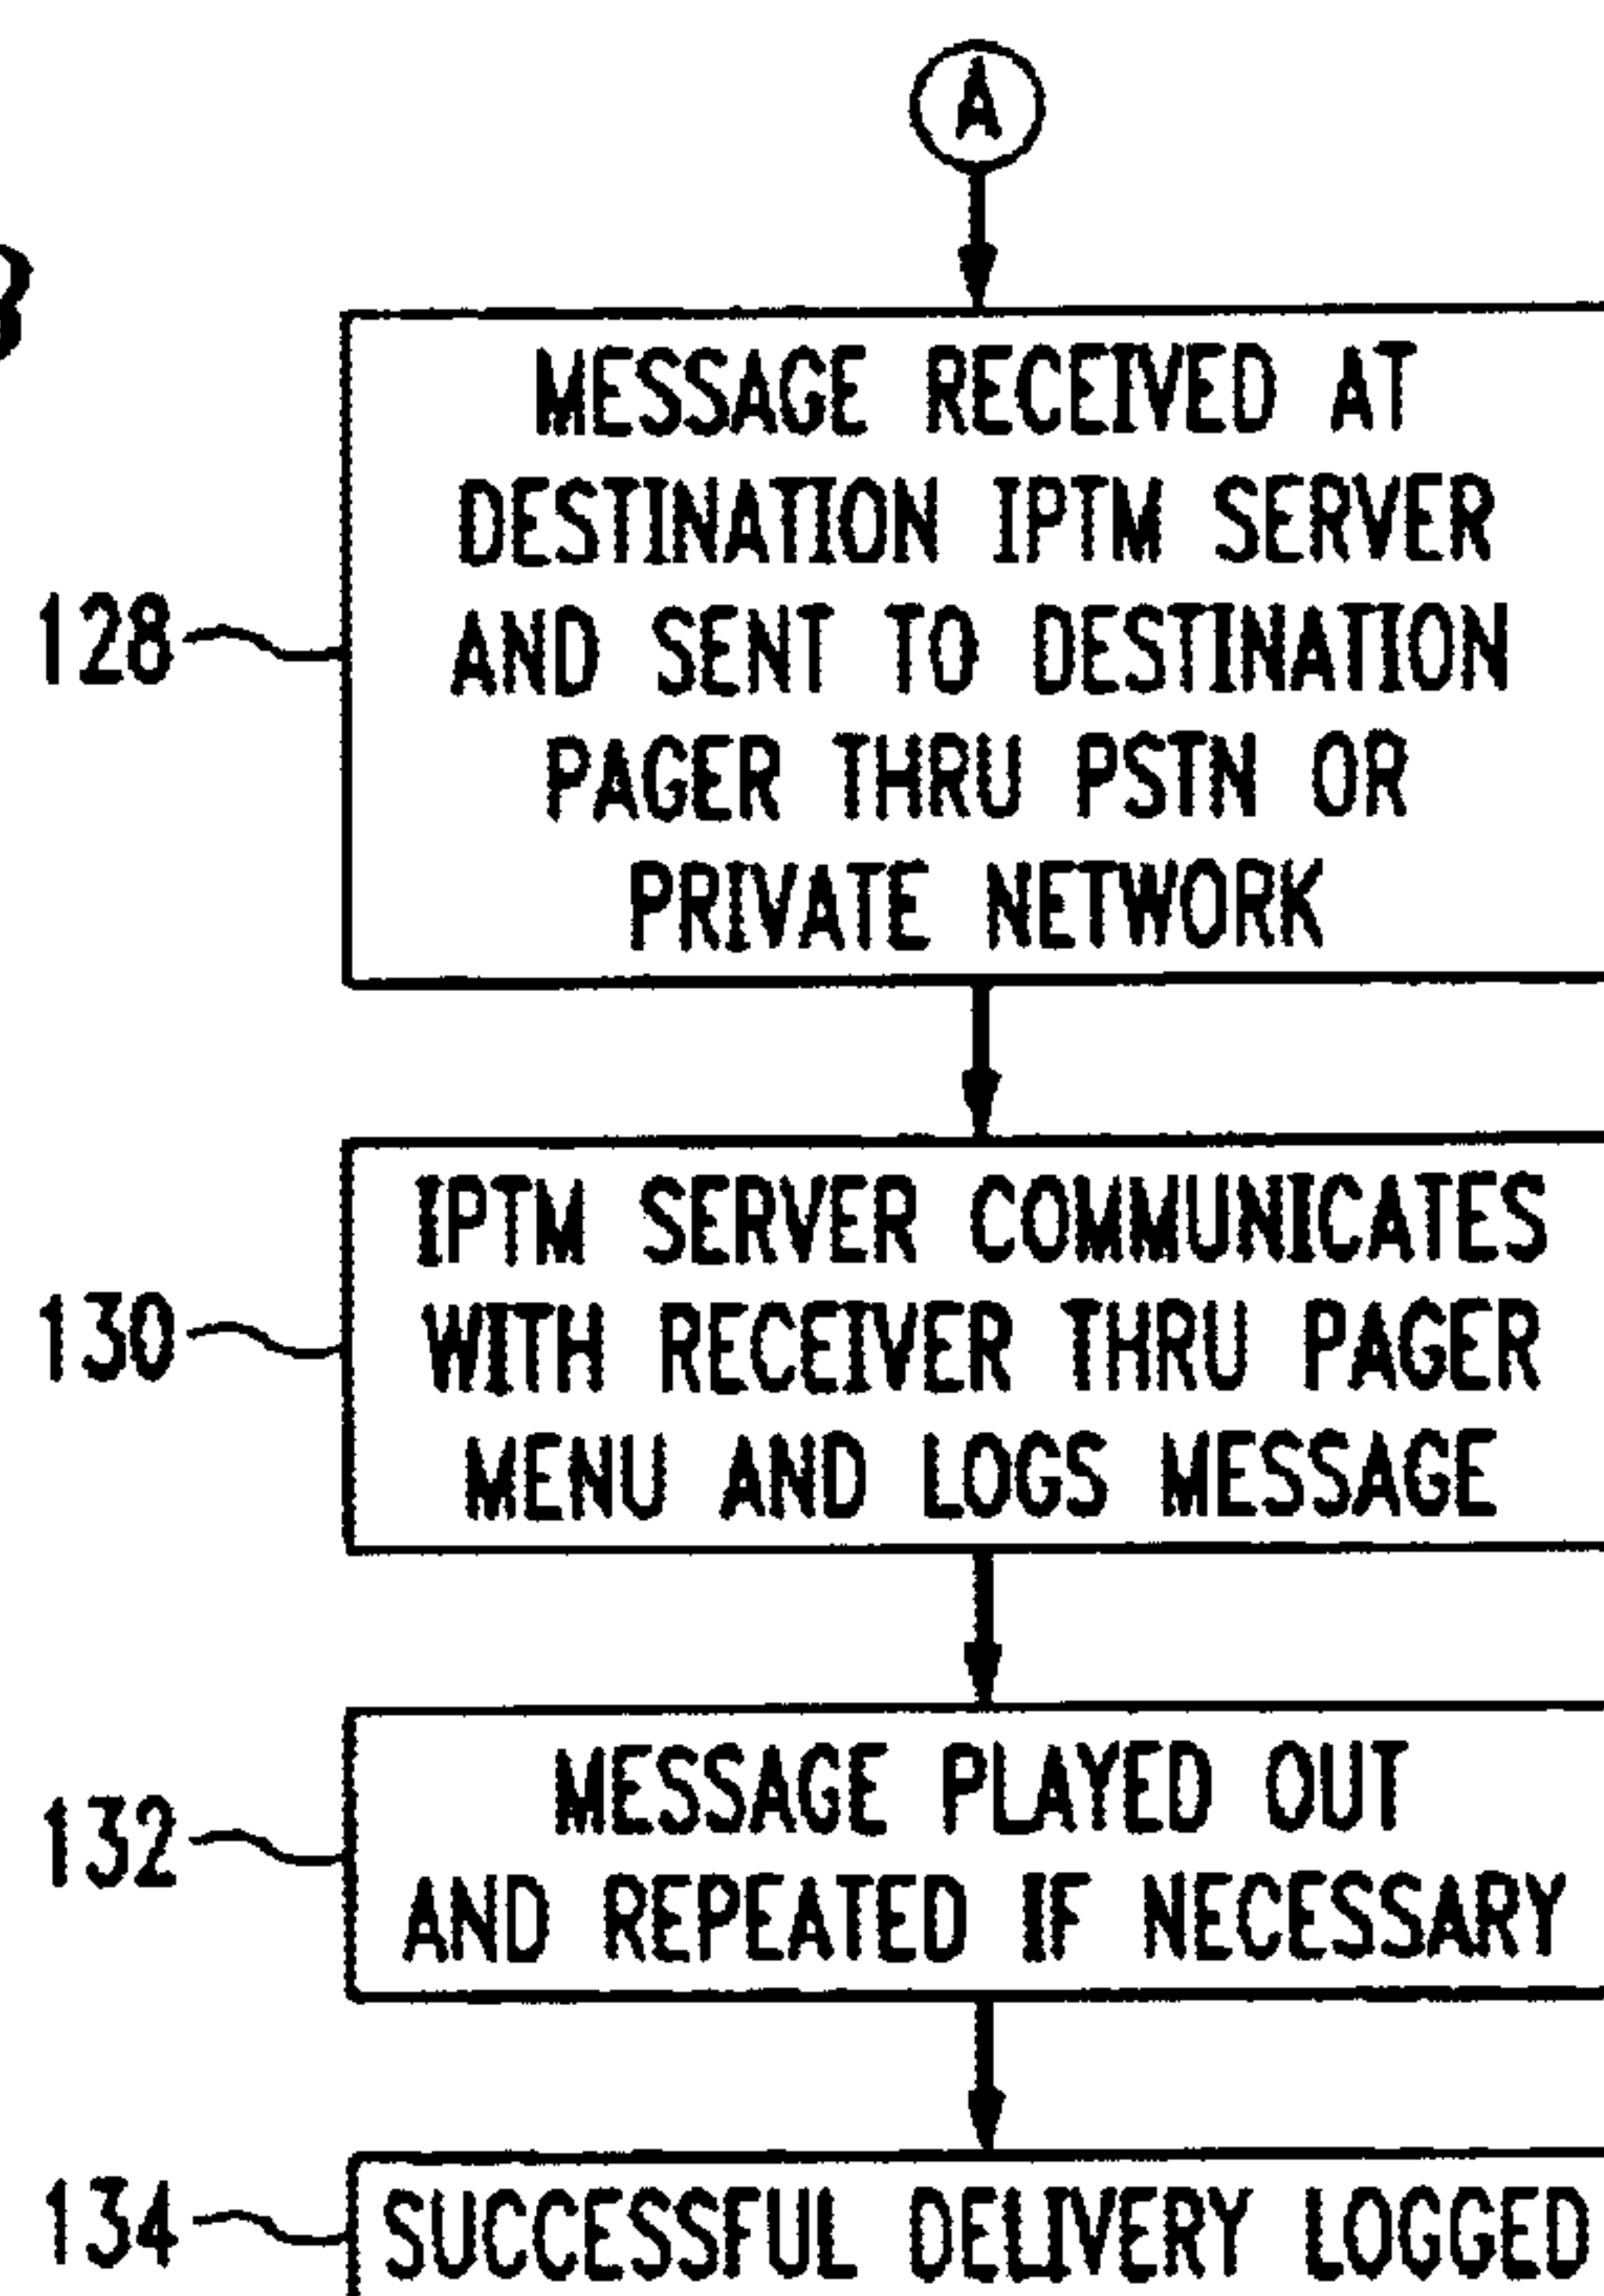 A
MESSAGE RECEIVED AT
DESTINATION IPTM SERVER
AND SENT TO DESTINATION
PAGER THRU PSTN OR
PRIVATE NETWORK
128
IPTM SERVER COMMUNICATES
WITH RECEIVER THRU PAGER
MENU AND LOGS MESSAGE
130
MESSAGE PLAYED OUT
AND REPEATED IF NECESSARY
132
SUCCESSFUL DELIVERY LOGGED
134